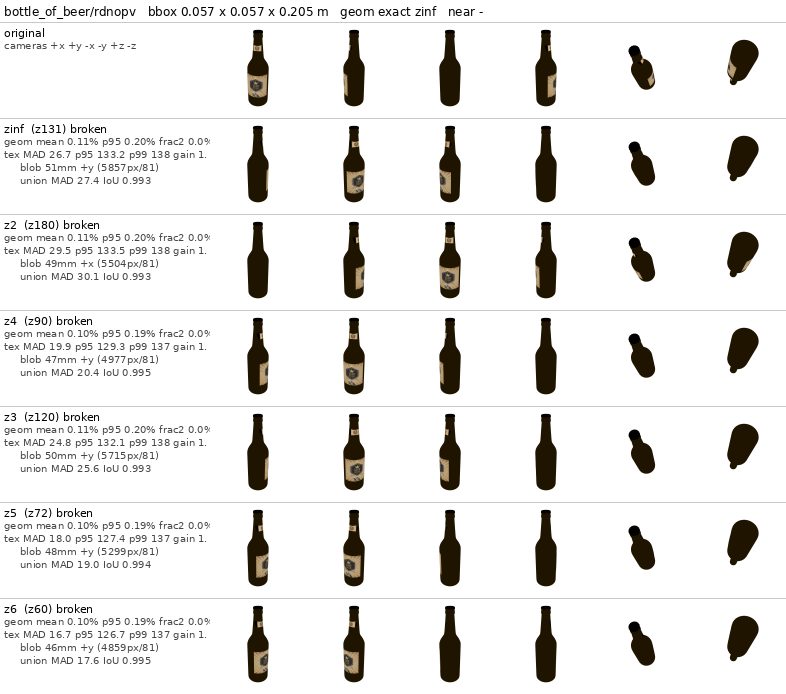 bottle_of_beer/rdnopv bbox 0.057 x 0.057 x 0.205 m geom exact zinf near -
original
cameras +x +y -x -y +z -z
zinf (z131) broken
geom mean 0.11% p95 0.20% frac2 0.0%
tex MAD 26.7 p95 133.2 p99 138 gain 1.
blob 51mm +y (5857px/81)
union MAD 27.4 IoU 0.993
z2 (z180) broken
geom mean 0.11% p95 0.20% frac2 0.0%
tex MAD 29.5 p95 133.5 p99 138 gain 1.
blob 49mm +x (5504px/81)
union MAD 30.1 IoU 0.993
z4 (z90) broken
geom mean 0.10% p95 0.19% frac2 0.0%
tex MAD 19.9 p95 129.3 p99 137 gain 1.
blob 47mm +y (4977px/81)
union MAD 20.4 IoU 0.995
z3 (z120) broken
geom mean 0.11% p95 0.20% frac2 0.0%
tex MAD 24.8 p95 132.1 p99 138 gain 1.
blob 50mm +y (5715px/81)
union MAD 25.6 IoU 0.993
z5 (z72) broken
geom mean 0.10% p95 0.19% frac2 0.0%
tex MAD 18.0 p95 127.4 p99 137 gain 1.
blob 48mm +y (5299px/81)
union MAD 19.0 IoU 0.994
z6 (z60) broken
geom mean 0.10% p95 0.19% frac2 0.0%
tex MAD 16.7 p95 126.7 p99 137 gain 1.
blob 46mm +y (4859px/81)
union MAD 17.6 IoU 0.995